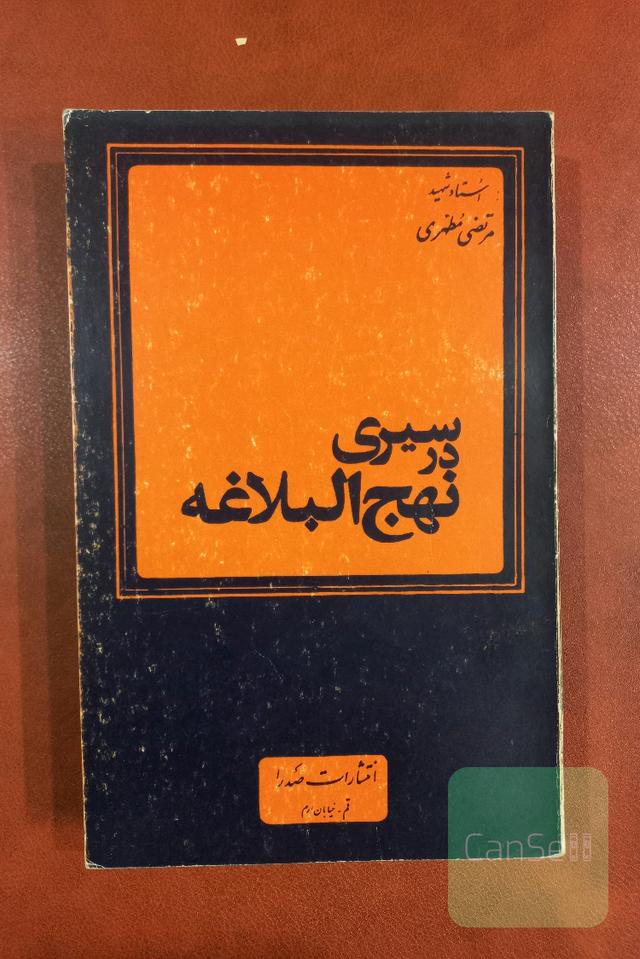 استاد شهید
مرتضی مطهری
سیری
در
نهج البلاغه
انتشارات صدرا
قم - خیابان ارم
CanSell